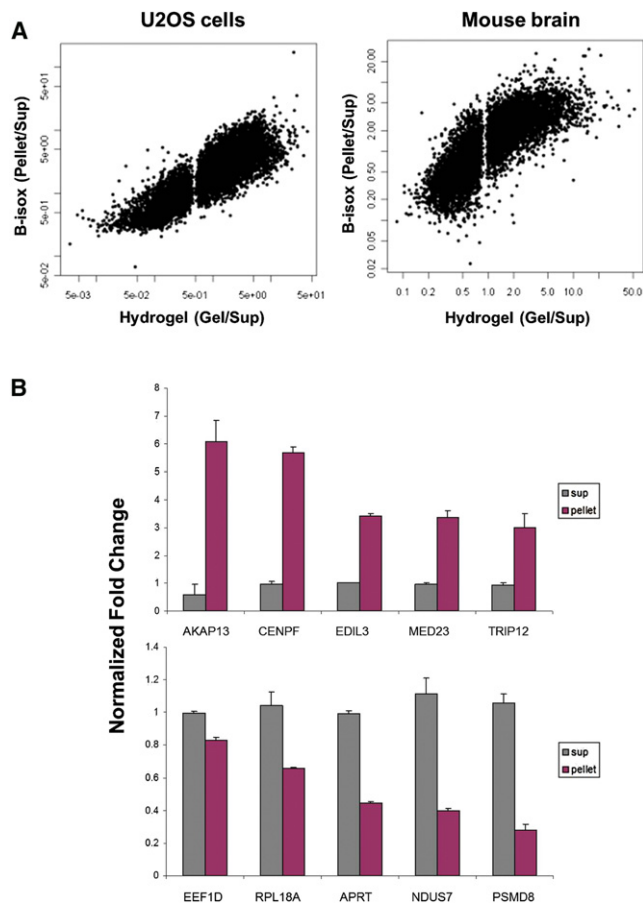 A
U2OS cells
Mouse brain
B-isox (Pellet/Sup)
5e+01
5e+00
5e-01
5e-02
5e-03 5e-02 5e-01 5e+00 5e+01
Hydrogel (Gel/Sup)
B-isox (Pellet/Sup)
20.00
5.00
2.00
0.50
0.20
0.05
0.02
0.1 0.2 0.5 1.0 2.0 5.0 10.0 50.0
Hydrogel (Gel/Sup)
B
Normalized Fold Change
8
7
6
5
4
3
2
1
0
AKAP13 CENPF EDIL3 MED23 TRIP12
sup
pellet
1.4
1.2
1
0.8
0.6
0.4
0.2
0
EEF1D RPL18A APRT NDUS7 PSMD8
sup
pellet